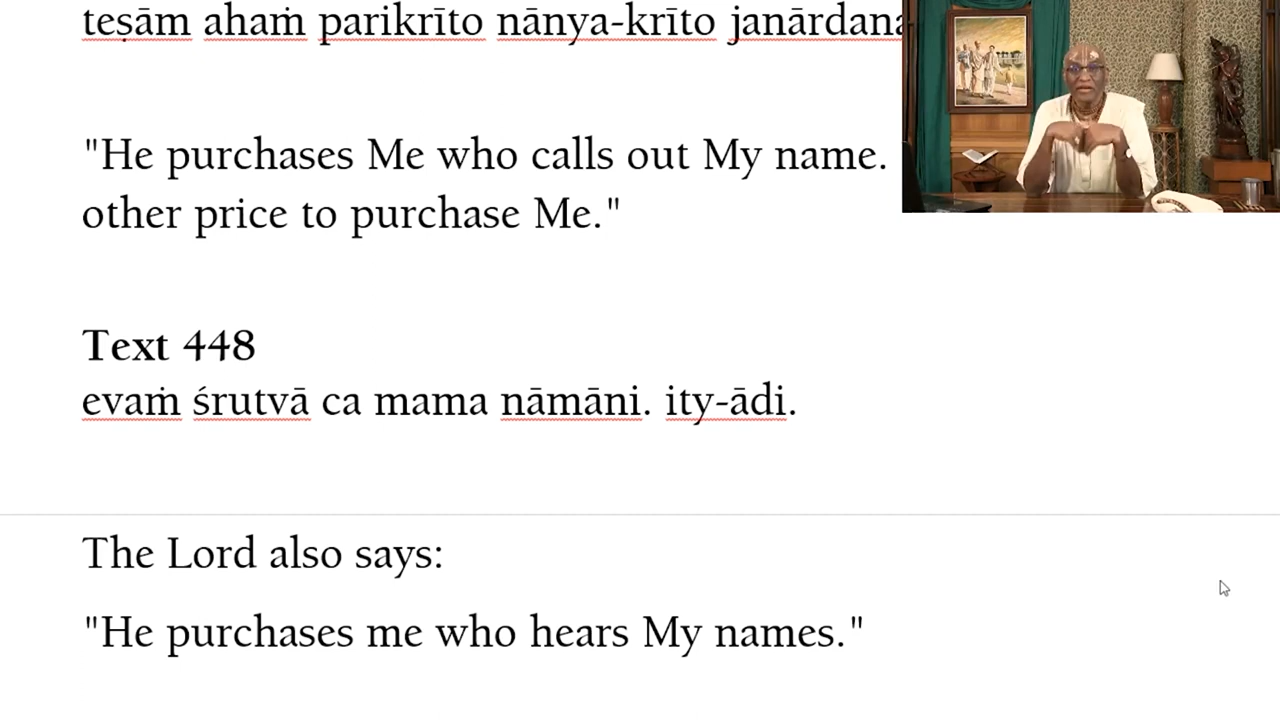 teṣām ahaṁ parikrīto nānya-krīto janārdana
"He purchases Me who calls out My name.
other price to purchase Me."
Text 448
evaṁ śrutvā ca mama nāmāni. ity-ādi.
The Lord also says:
"He purchases me who hears My names."